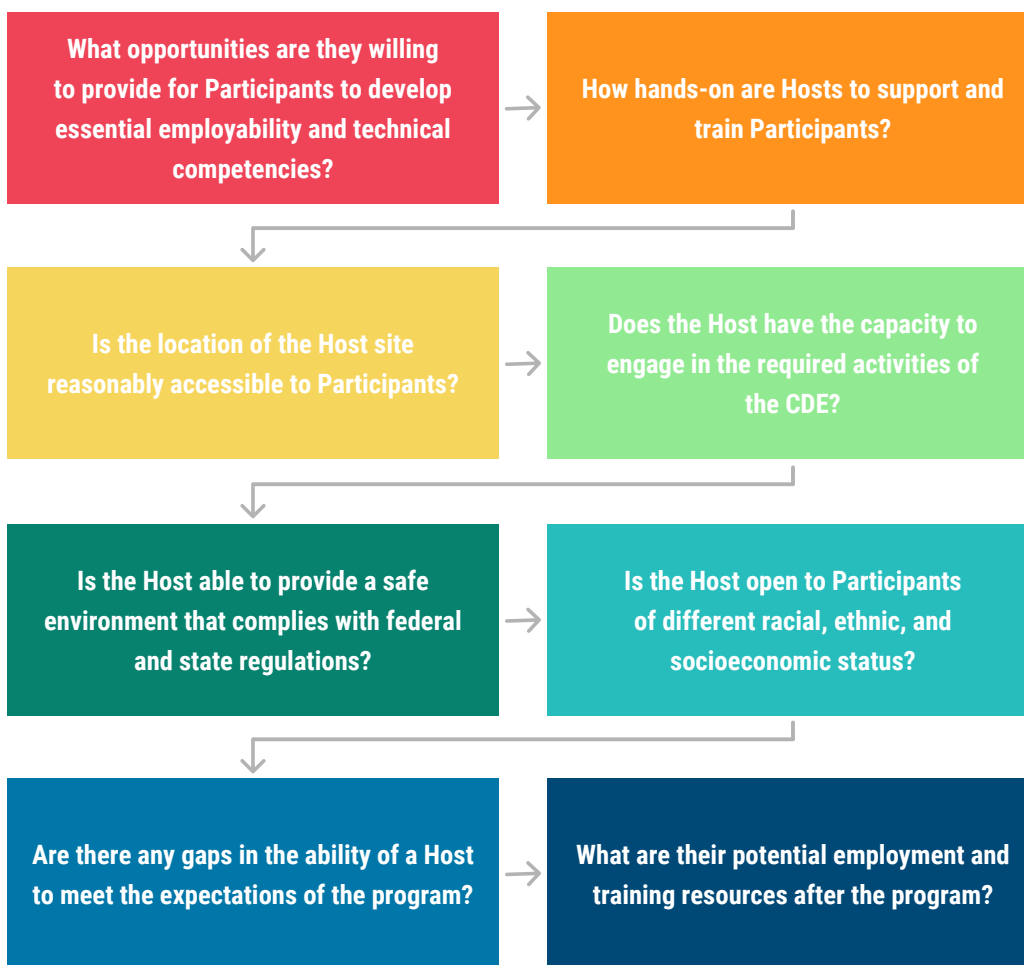 What opportunities are they willing
to provide for Participants to develop
essential employability and technical
competencies?
How hands-on are Hosts to support and
train Participants?
Is the location of the Host site
reasonably accessible to Participants?
Does the Host have the capacity to
engage in the required activities of
the CDE?
Is the Host able to provide a safe
environment that complies with federal
and state regulations?
Is the Host open to Participants
of different racial, ethnic, and
socioeconomic status?
Are there any gaps in the ability of a Host
to meet the expectations of the program?
What are their potential employment and
training resources after the program?